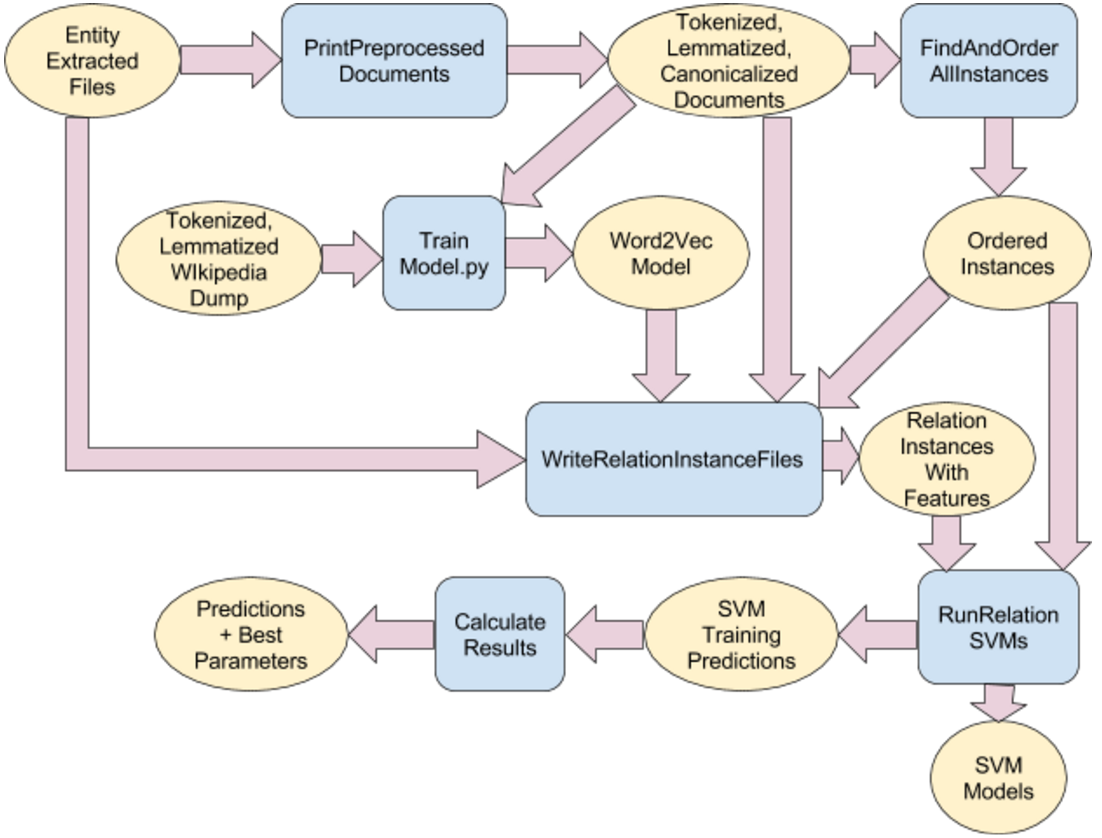 Entity
Extracted
Files
PrintPreprocessed
Documents
Tokenized,
Lemmatized,
Canonicalized
Documents
FindAndOrder
AllInstances
Tokenized,
Lemmatized
WIkipedia
Dump
Train
Model.py
Word2Vec
Model
Ordered
Instances
WriteRelationInstanceFiles
Relation
Instances
With
Features
Predictions
+ Best
Parameters
Calculate
Results
SVM
Training
Predictions
RunRelation
SVMs
SVM
Models